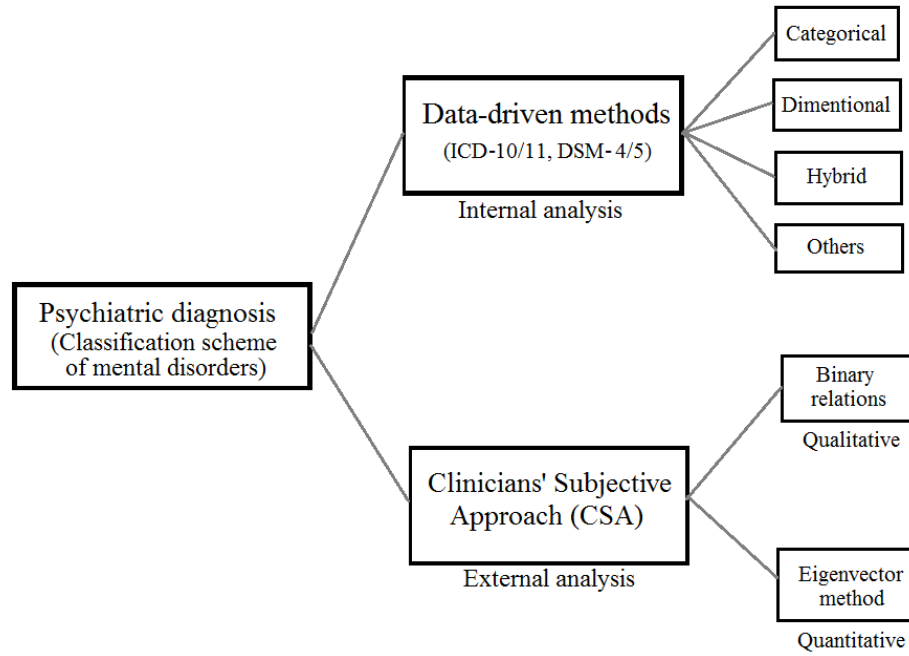 Categorical
Data-driven methods
(ICD-10/11, DSM- 4/5)
Internal analysis
Dimentional
Hybrid
Others
Psychiatric diagnosis
(Classification scheme
of mental disorders)
Clinicians' Subjective
Approach (CSA)
External analysis
Binary
relations
Qualitative
Eigenvector
method
Quantitative